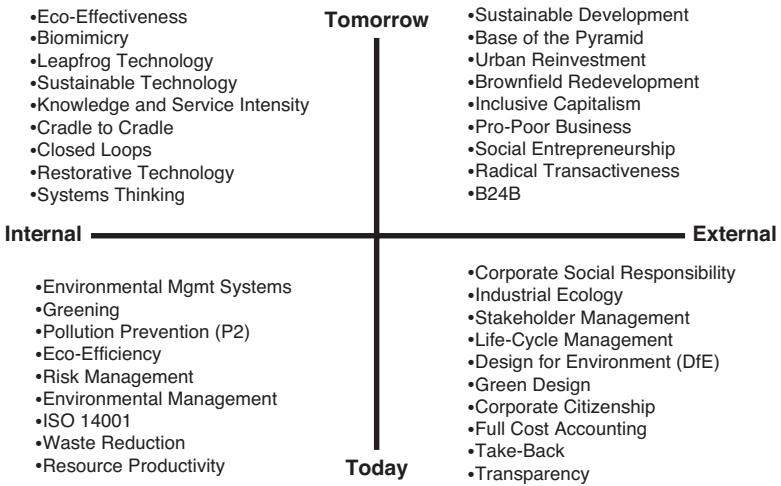 Tomorrow
•Eco-Effectiveness
•Biomimicry
•Leapfrog Technology
•Sustainable Technology
•Knowledge and Service Intensity
•Cradle to Cradle
•Closed Loops
•Restorative Technology
•Systems Thinking
•Sustainable Development
•Base of the Pyramid
•Urban Reinvestment
•Brownfield Redevelopment
•Inclusive Capitalism
•Pro-Poor Business
•Social Entrepreneurship
•Radical Transactiveness
•B24B
Internal
External
•Environmental Mgmt Systems
•Greening
•Pollution Prevention (P2)
•Eco-Efficiency
•Risk Management
•Environmental Management
•ISO 14001
•Waste Reduction
•Resource Productivity
•Corporate Social Responsibility
•Industrial Ecology
•Stakeholder Management
•Life-Cycle Management
•Design for Environment (DfE)
•Green Design
•Corporate Citizenship
•Full Cost Accounting
•Take-Back
•Transparency
Today